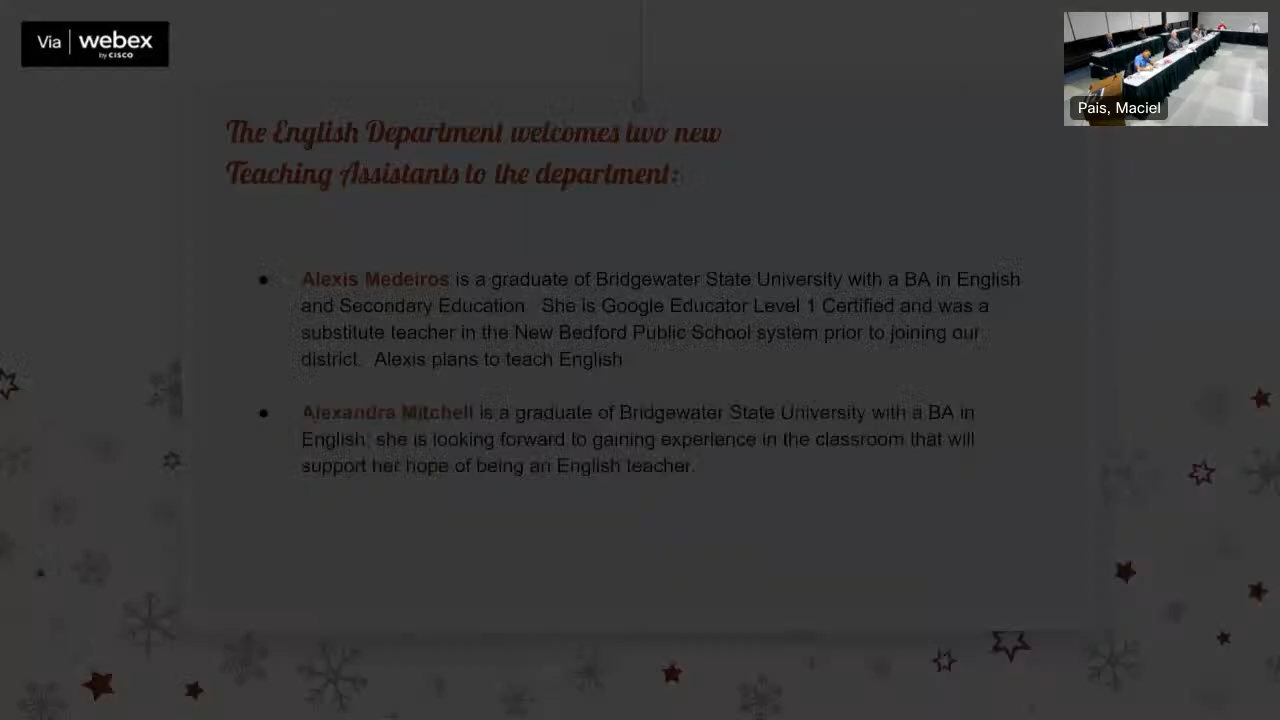 Via webex
by CISCO
Pais, Maciel
The English Department welcomes two new
Teaching Assistants to the department:
● Alexis Medeiros is a graduate of Bridgewater State University with a BA in English
and Secondary Education. She is Google Educator Level 1 Certified and was a
substitute teacher in the New Bedford Public School system prior to joining our
district. Alexis plans to teach English
● Alexandra Mitchell is a graduate of Bridgewater State University with a BA in
English; she is looking forward to gaining experience in the classroom that will
support her hope of being an English teacher.